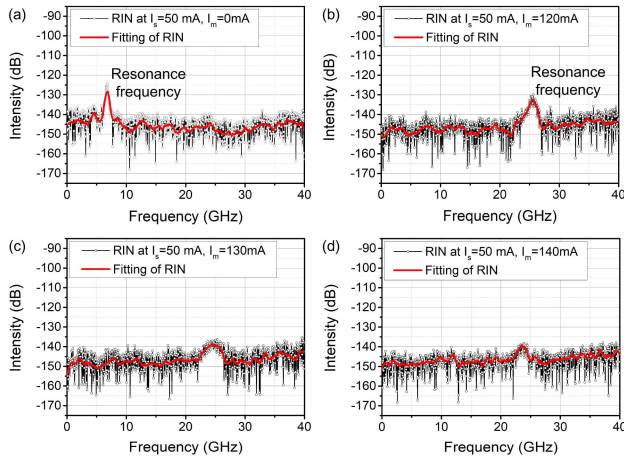 (a)
-90
-100
-110
-120
-130
-140
-150
-160
-170
0 5 10 15 20 25 30 35 40
Intensity (dB)
Frequency (GHz)
RIN at Is=50 mA, Im=0mA
Fitting of RIN
Resonance
frequency
(b)
-90
-100
-110
-120
-130
-140
-150
-160
-170
0 10 20 30 40
Intensity (dB)
Frequency (GHz)
RIN at Is=50 mA, Im=120mA
Fitting of RIN
Resonance
frequency
(c)
-90
-100
-110
-120
-130
-140
-150
-160
-170
0 10 20 30 40
Intensity (dB)
Frequency (GHz)
RIN at Is=50 mA, Im=130mA
Fitting of RIN
(d)
-90
-100
-110
-120
-130
-140
-150
-160
-170
0 10 20 30 40
Intensity (dB)
Frequency (GHz)
RIN at Is=50 mA, Im=140mA
Fitting of RIN